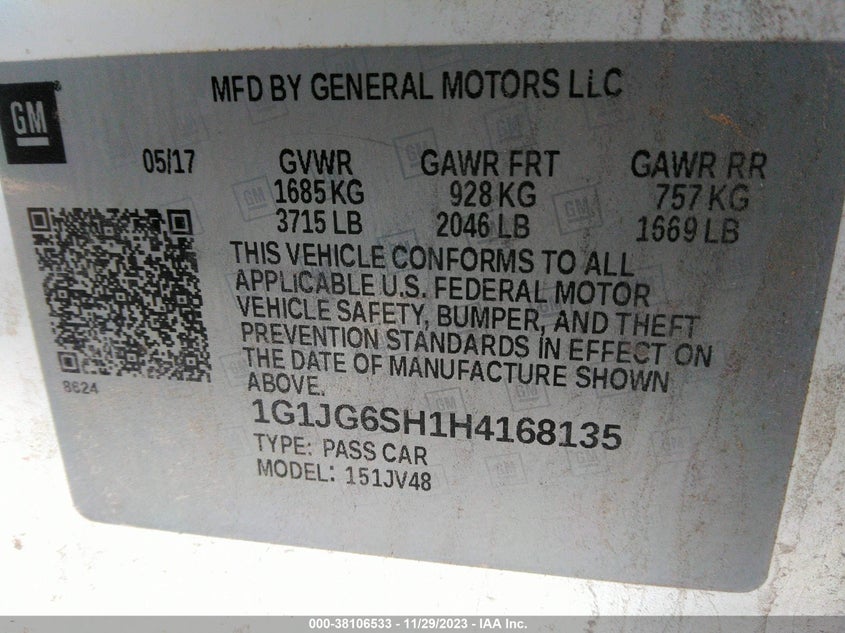 GM
MFD BY GENERAL MOTORS LLC
05/17 GVWR GAWR FRT GAWR RR
1685 KG 928 KG 757 KG
3715 LB 2046 LB 1669 LB
THIS VEHICLE CONFORMS TO ALL
APPLICABLE U.S. FEDERAL MOTOR
VEHICLE SAFETY, BUMPER, AND THEFT
PREVENTION STANDARDS IN EFFECT ON
THE DATE OF MANUFACTURE SHOWN
ABOVE.
8624
1G1JG6SH1H4168135
TYPE: PASS CAR
MODEL: 151JV48
000-38106533 - 11/29/2023 - IAA Inc.